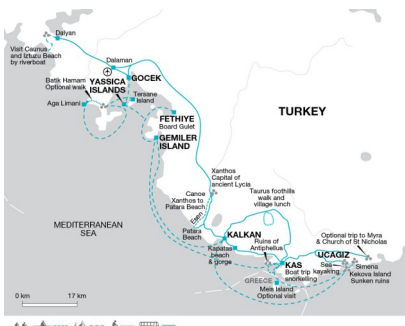 Dalyan
Visit Caunus
and Iztuzu Beach
by riverboat
Dalaman
Batik Hamam
Optional walk
YASSICA
ISLANDS
GOCEK
Tersane
Island
Aga Limani
FETHIYE
Board Gulet
GEMILER
ISLAND
TURKEY
Xanthos
Capital of
ancient Lycia
Canoe
Xanthos to
Patara Beach
Esen
Taurus foothills
walk and
village lunch
MEDITERRANEAN
SEA
Patara
Beach
KALKAN
Kapatas
beach
& gorge
Ruins of
Antiphellus
Optional trip to Myra
& Church of St Nicholas
UCAGIZ
KAS
Boat trip
snorkelling
Sea
kayaking
Simena
Kekova Island
Sunken ruins
GREECE
Meis Island
Optional visit
0 km
17 km